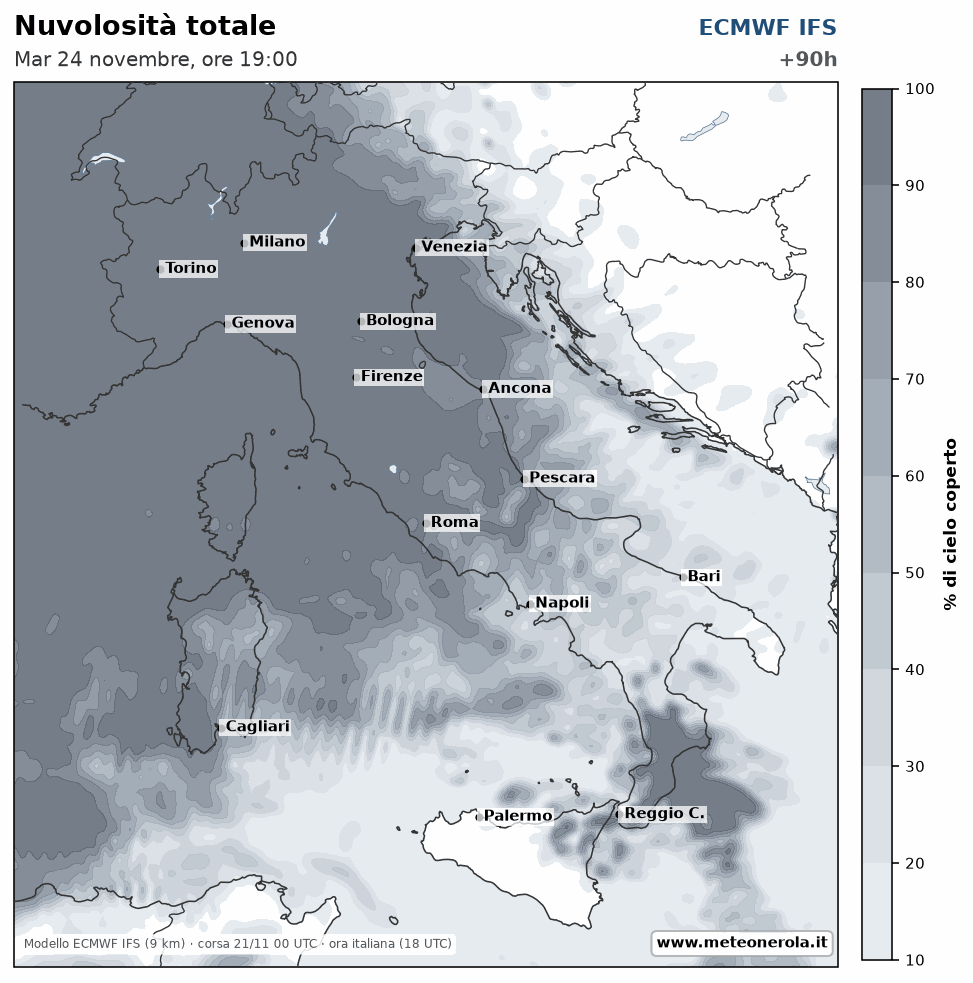 Nuvolosità totale
ECMWF IFS
Mar 24 novembre, ore 19:00
+90h
Milano
Venezia
Torino
Genova
Bologna
Firenze
Ancona
Pescara
Roma
Bari
Napoli
Cagliari
Palermo
Reggio C.
100
90
80
70
60
50
40
30
20
10
% di cielo coperto
Modello ECMWF IFS (9 km) · corsa 21/11 00 UTC · ora italiana (18 UTC)
www.meteonerola.it